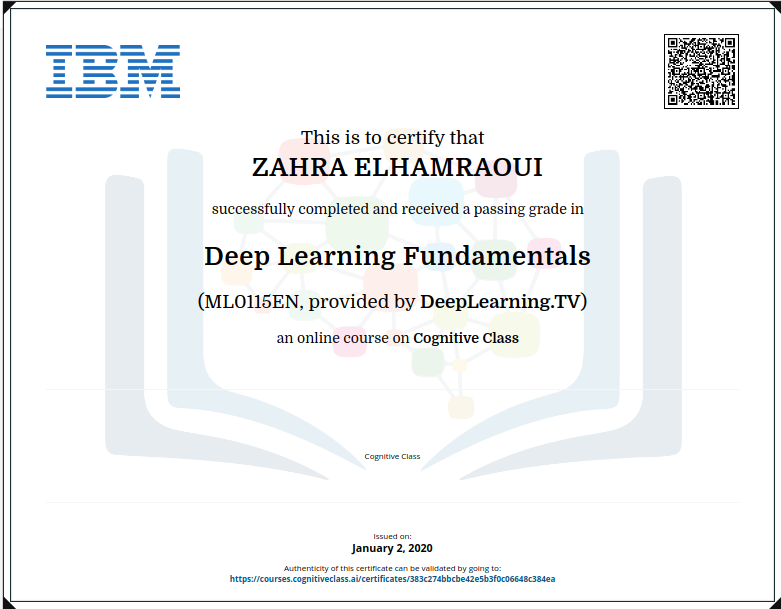 IBM
This is to certify that
ZAHRA ELHAMRAOUI
successfully completed and received a passing grade in
Deep Learning Fundamentals
(ML0115EN, provided by DeepLearning.TV)
an online course on Cognitive Class
Cognitive Class
Issued on:
January 2, 2020
Authenticity of this certificate can be validated by going to:
https://courses.cognitiveclass.ai/certificates/383c274bbcbe42e5b3f0c06648c384ea